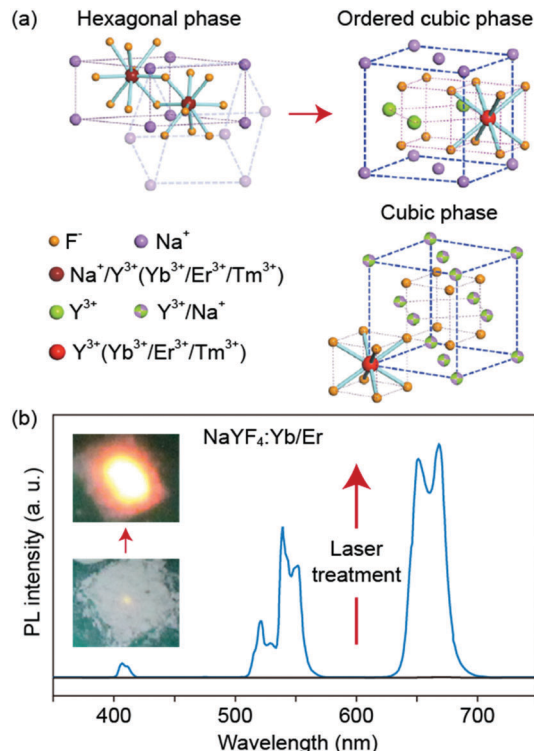 (a) Hexagonal phase Ordered cubic phase
Cubic phase
F⁻ Na⁺
Na⁺/Y³⁺(Yb³⁺/Er³⁺/Tm³⁺)
Y³⁺ Y³⁺/Na⁺
Y³⁺(Yb³⁺/Er³⁺/Tm³⁺)
(b)
NaYF₄:Yb/Er
Laser
treatment
PL intensity (a. u.)
400 500 600 700
Wavelength (nm)